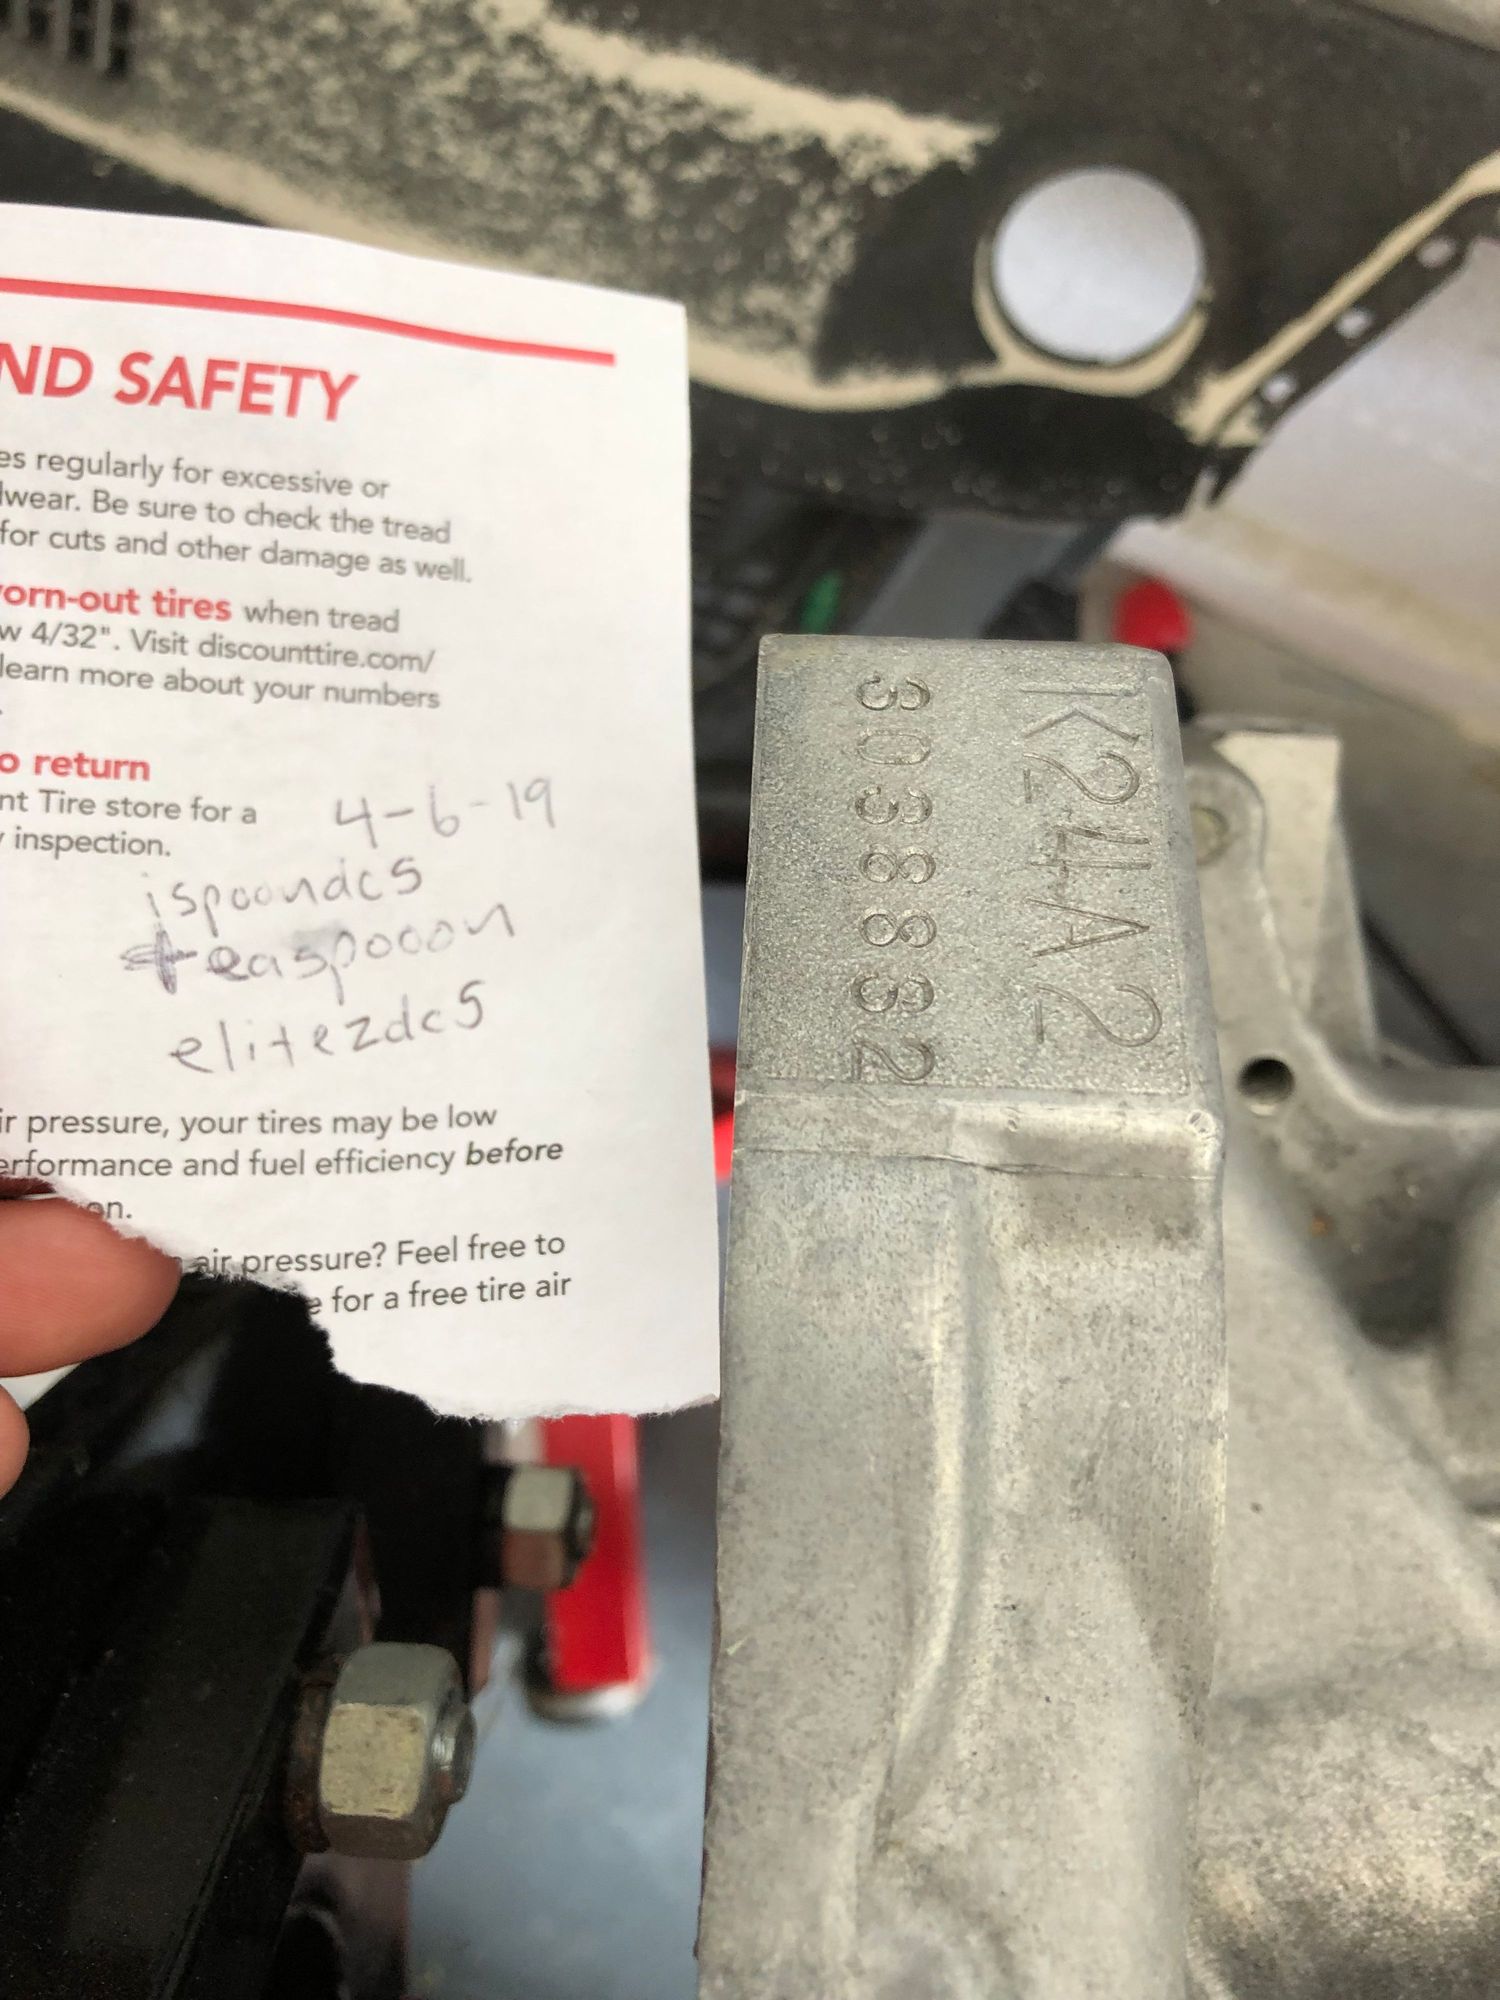 ND SAFETY
es regularly for excessive or
lwear. Be sure to check the tread
for cuts and other damage as well.
orn-out tires when tread
w 4/32". Visit discounttire.com/
learn more about your numbers
.
o return
nt Tire store for a
y inspection.
4-6-19
ispoondc5
teaspooon
elitezdc5
ir pressure, your tires may be low
erformance and fuel efficiency before
on.
air pressure? Feel free to
e for a free tire air
K24A2
3038832